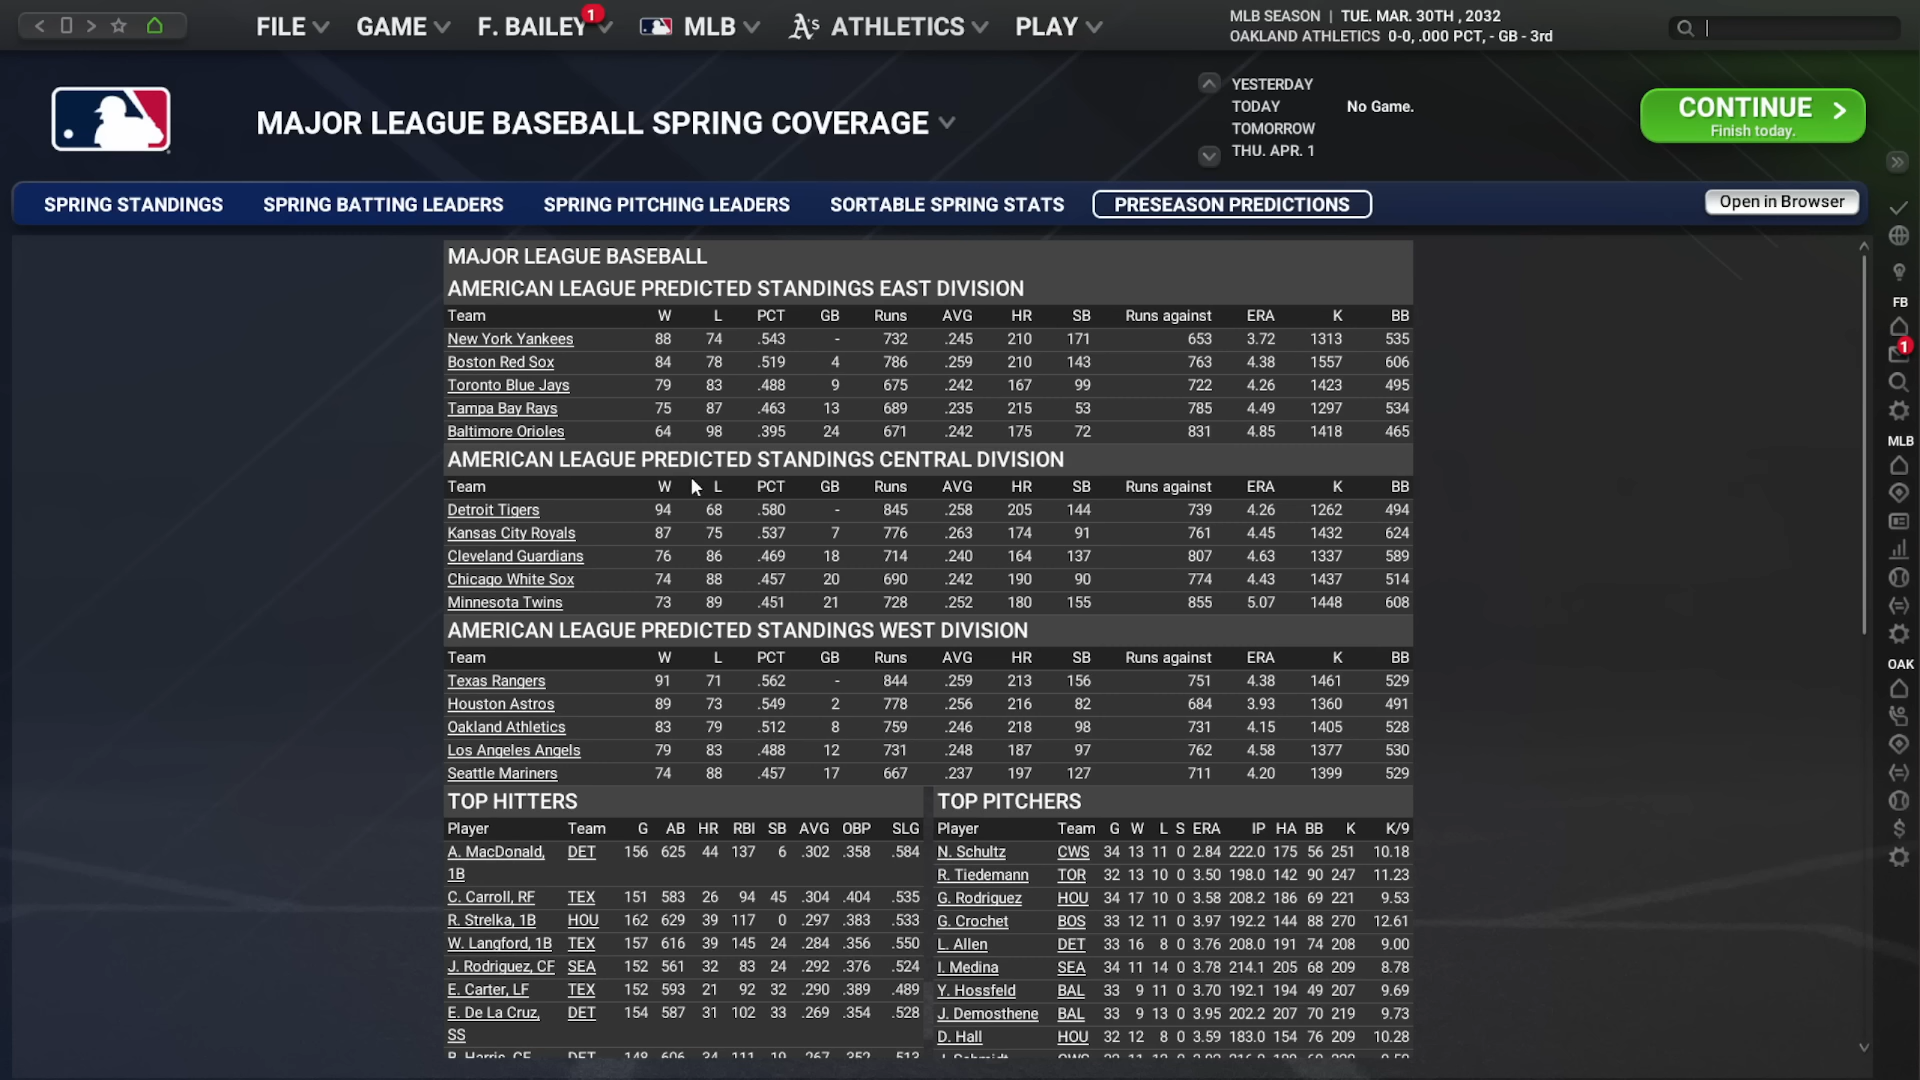 FILE GAME F. BAILEY 1 MLB A's ATHLETICS PLAY
MLB SEASON | TUE. MAR. 30TH , 2032
OAKLAND ATHLETICS 0-0, .000 PCT, - GB - 3rd
MAJOR LEAGUE BASEBALL SPRING COVERAGE
YESTERDAY
TODAY No Game.
TOMORROW
THU. APR. 1
CONTINUE
Finish today.
SPRING STANDINGS SPRING BATTING LEADERS SPRING PITCHING LEADERS SORTABLE SPRING STATS PRESEASON PREDICTIONS Open in Browser
MAJOR LEAGUE BASEBALL
AMERICAN LEAGUE PREDICTED STANDINGS EAST DIVISION
Team W L PCT GB Runs AVG HR SB Runs against ERA K BB
New York Yankees 88 74 .543 - 732 .245 210 171 653 3.72 1313 535
Boston Red Sox 84 78 .519 4 786 .259 210 143 763 4.38 1557 606
Toronto Blue Jays 79 83 .488 9 675 .242 167 99 722 4.26 1423 495
Tampa Bay Rays 75 87 .463 13 689 .235 215 53 785 4.49 1297 534
Baltimore Orioles 64 98 .395 24 671 .242 175 72 831 4.85 1418 465
AMERICAN LEAGUE PREDICTED STANDINGS CENTRAL DIVISION
Team W L PCT GB Runs AVG HR SB Runs against ERA K BB
Detroit Tigers 94 68 .580 - 845 .258 205 144 739 4.26 1262 494
Kansas City Royals 87 75 .537 7 776 .263 174 91 761 4.45 1432 624
Cleveland Guardians 76 86 .469 18 714 .240 164 137 807 4.63 1337 589
Chicago White Sox 74 88 .457 20 690 .242 190 90 774 4.43 1437 514
Minnesota Twins 73 89 .451 21 728 .252 180 155 855 5.07 1448 608
AMERICAN LEAGUE PREDICTED STANDINGS WEST DIVISION
Team W L PCT GB Runs AVG HR SB Runs against ERA K BB
Texas Rangers 91 71 .562 - 844 .259 213 156 751 4.38 1461 529
Houston Astros 89 73 .549 2 778 .256 216 82 684 3.93 1360 491
Oakland Athletics 83 79 .512 8 759 .246 218 98 731 4.15 1405 528
Los Angeles Angels 79 83 .488 12 731 .248 187 97 762 4.58 1377 530
Seattle Mariners 74 88 .457 17 667 .237 197 127 711 4.20 1399 529
TOP HITTERS
Player Team G AB HR RBI SB AVG OBP SLG
A. MacDonald, DET 156 625 44 137 6 .302 .358 .584
1B
C. Carroll, RF TEX 151 583 26 94 45 .304 .404 .535
R. Strelka, 1B HOU 162 629 39 117 0 .297 .383 .533
W. Langford, 1B TEX 157 616 39 145 24 .284 .356 .550
J. Rodriguez, CF SEA 152 561 32 83 24 .292 .376 .524
E. Carter, LF TEX 152 593 21 92 32 .290 .389 .489
E. De La Cruz, DET 154 587 31 102 33 .269 .354 .528
SS
TOP PITCHERS
Player Team G W L S ERA IP HA BB K K/9
N. Schultz CWS 34 13 11 0 2.84 222.0 175 56 251 10.18
R. Tiedemann TOR 32 13 10 0 3.50 198.0 142 90 247 11.23
G. Rodriguez HOU 34 17 10 0 3.58 208.2 186 69 221 9.53
G. Crochet BOS 33 12 11 0 3.97 192.2 144 88 270 12.61
L. Allen DET 33 16 8 0 3.76 208.0 191 74 208 9.00
I. Medina SEA 34 11 14 0 3.78 214.1 205 68 209 8.78
Y. Hossfeld BAL 33 9 11 0 3.70 192.1 194 49 207 9.69
J. Demosthene BAL 33 9 13 0 3.95 202.2 207 70 219 9.73
D. Hall HOU 32 12 8 0 3.59 183.0 154 76 209 10.28
FB
1
MLB
OAK